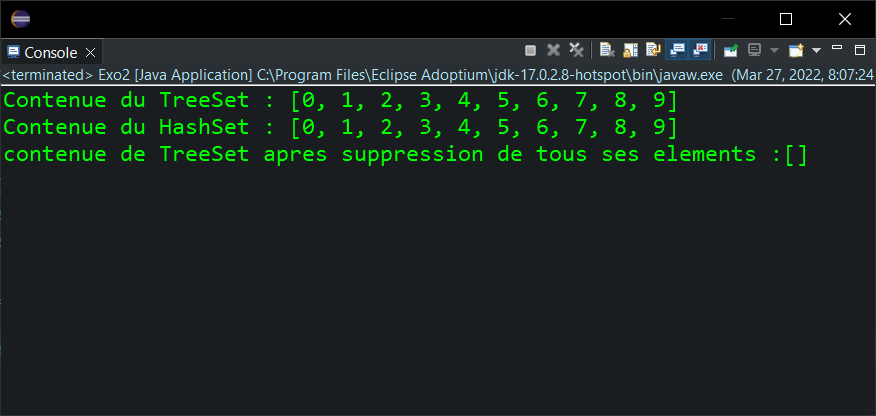 Console
<terminated> Exo2 [Java Application] C:\Program Files\Eclipse Adoptium\jdk-17.0.2.8-hotspot\bin\javaw.exe (Mar 27, 2022, 8:07:24
Contenue du TreeSet : [0, 1, 2, 3, 4, 5, 6, 7, 8, 9]
Contenue du HashSet : [0, 1, 2, 3, 4, 5, 6, 7, 8, 9]
contenue de TreeSet apres suppression de tous ses elements :[]